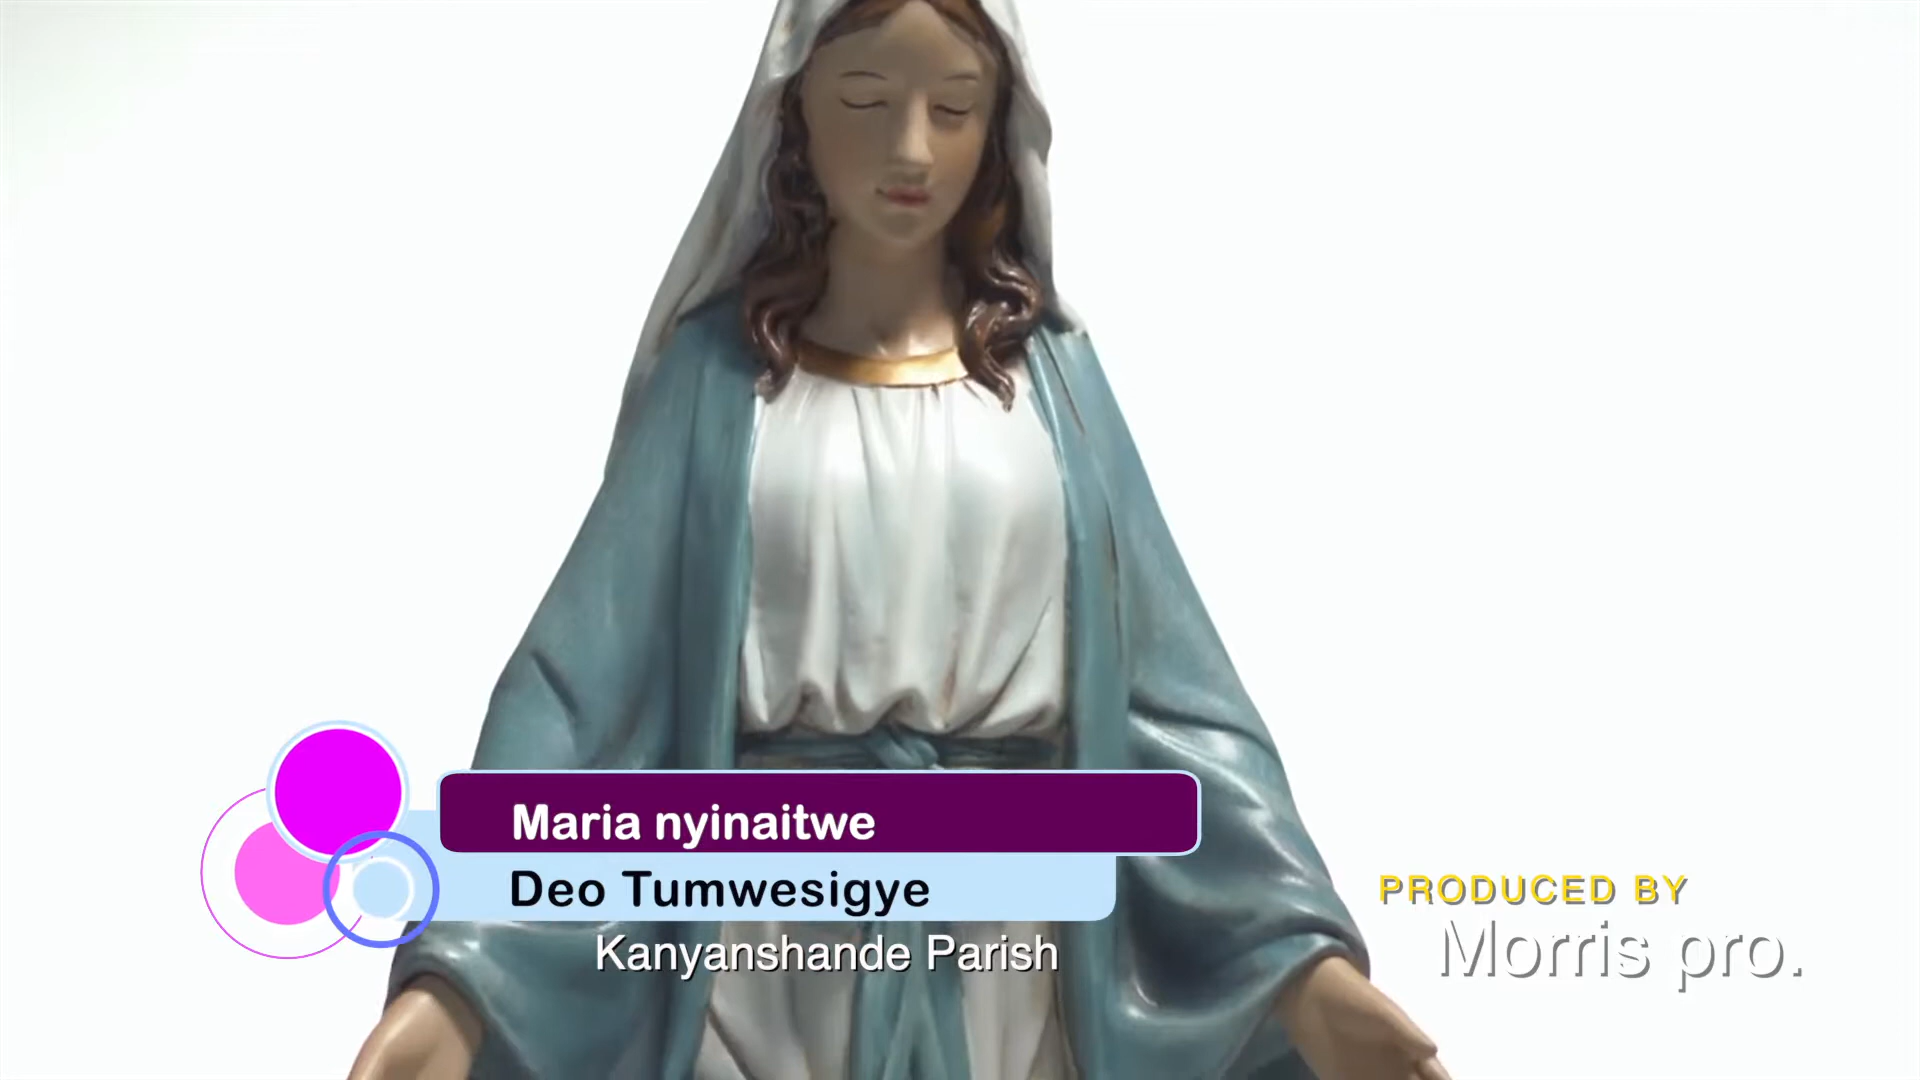 Maria nyinaitwe
Deo Tumwesigye
Kanyanshande Parish
PRODUCED BY
Morris pro.